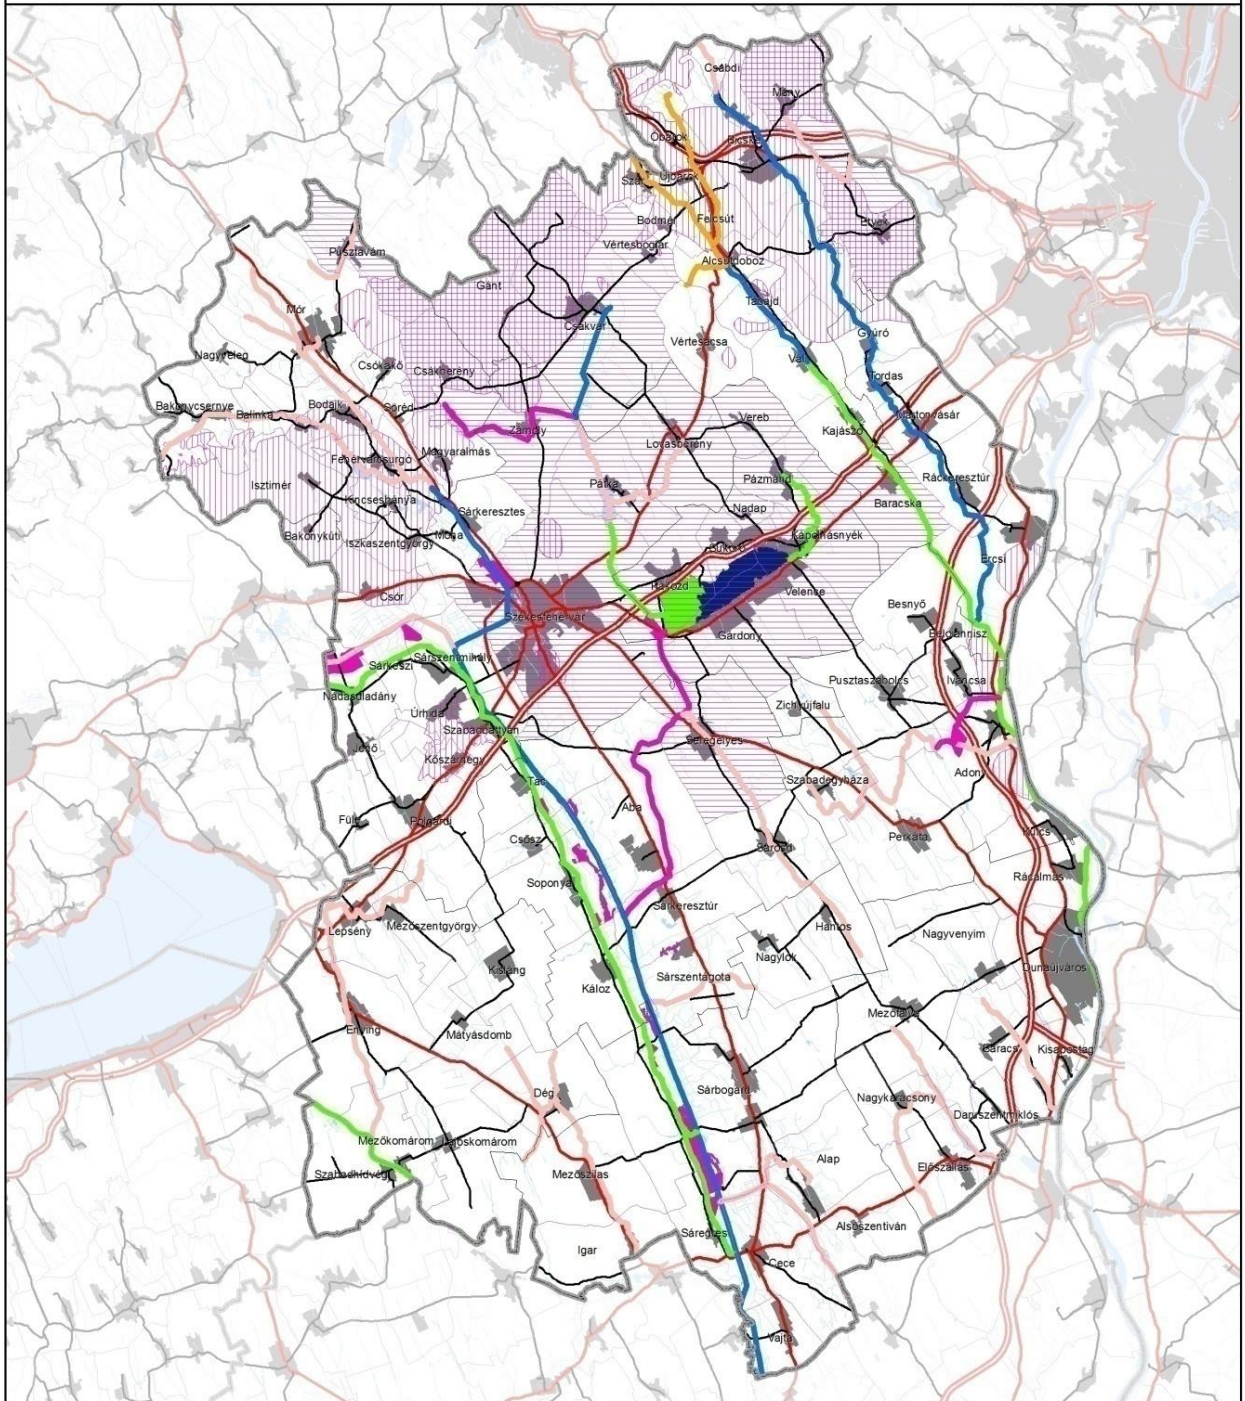 Csabdi
Mány
Óbarok
Bicske
Újbarok
Szár
Felcsút
Bodmér
Etyek
Vértesboglár
Pusztavám
Alcsútdoboz
Gánt
Tabajd
Mór
Csákvár
Gyúró
Vértesacsa
Nagyveleg
Vál
Csókakő
Csákberény
Tordas
Bakonycsernye
Balinka
Bodajk
Söréd
Martonvásár
Vereb
Zámoly
Kajászó
Lovasberény
Magyaralmás
Fehérvárcsurgó
Pázmánd
Ráckeresztúr
Isztimér
Pátka
Kincsesbánya
Baracska
Nadap
Sárkeresztes
Bakonykúti
Moha
Kápolnásnyék
Iszkaszentgyörgy
Sukoró
Ercsi
Pákozd
Velence
Csór
Székesfehérvár
Besnyő
Gárdony
Beloiannisz
Sárszentmihály
Sárkeszi
Pusztaszabolcs
Iváncsa
Nádasdladány
Zichyújfalu
Úrhida
Szabadbattyán
Seregélyes
Jenő
Kőszárhegy
Adony
Tác
Szabadegyháza
Aba
Füle
Polgárdi
Kulcs
Perkáta
Csősz
Sárosd
Rácalmás
Soponya
Sárkeresztúr
Mezőszentgyörgy
Hantos
Lepsény
Nagyvenyim
Nagylók
Dunaújváros
Kisláng
Sárszentágota
Káloz
Mezőfalva
Enying
Mátyásdomb
Baracs
Kisapostag
Sárbogárd
Dég
Nagykarácsony
Daruszentmiklós
Mezőkomárom
Lajoskomárom
Alap
Előszállás
Szabadhídvég
Mezőszilas
Alsószentiván
Sáregres
Igar
Cece
Vajta